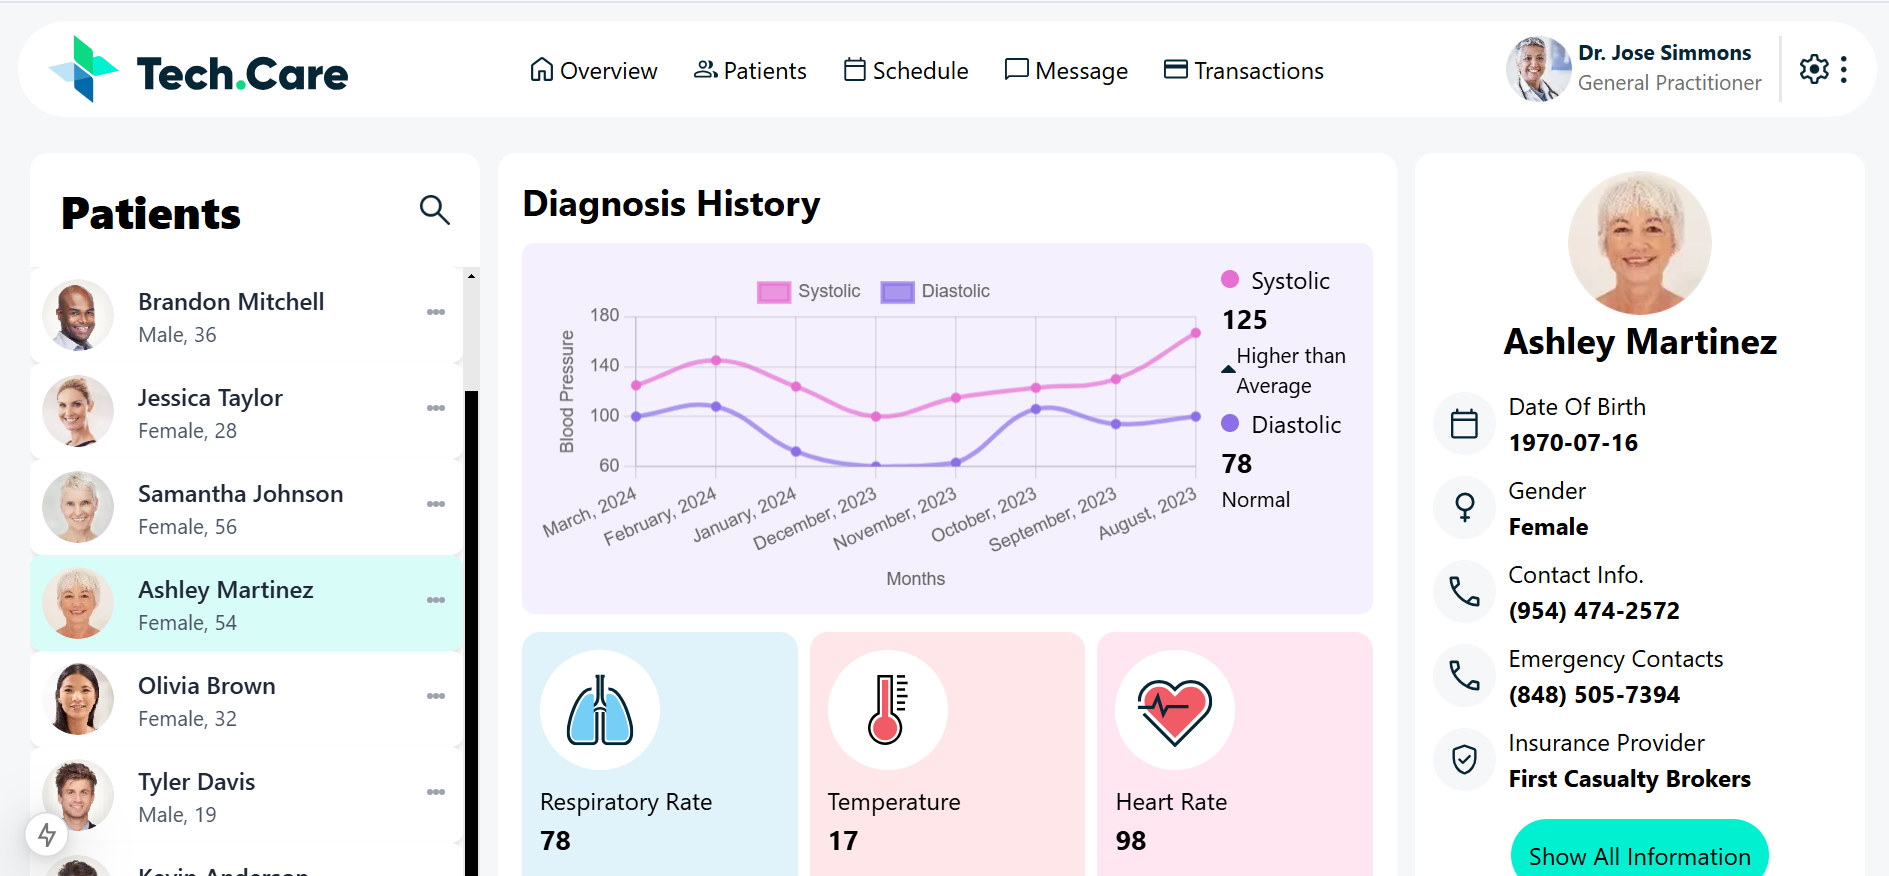 Tech.Care
Overview
Patients
Schedule
Message
Transactions
Dr. Jose Simmons
General Practitioner
Patients
Brandon Mitchell
Male, 36
Jessica Taylor
Female, 28
Samantha Johnson
Female, 56
Ashley Martinez
Female, 54
Olivia Brown
Female, 32
Tyler Davis
Male, 19
Kevin Anderson
Diagnosis History
Systolic
Diastolic
Blood Pressure
180
140
100
60
March, 2024
February, 2024
January, 2024
December, 2023
November, 2023
October, 2023
September, 2023
August, 2023
Months
Systolic
125
Higher than
Average
Diastolic
78
Normal
Respiratory Rate
78
Temperature
17
Heart Rate
98
Ashley Martinez
Date Of Birth
1970-07-16
Gender
Female
Contact Info.
(954) 474-2572
Emergency Contacts
(848) 505-7394
Insurance Provider
First Casualty Brokers
Show All Information